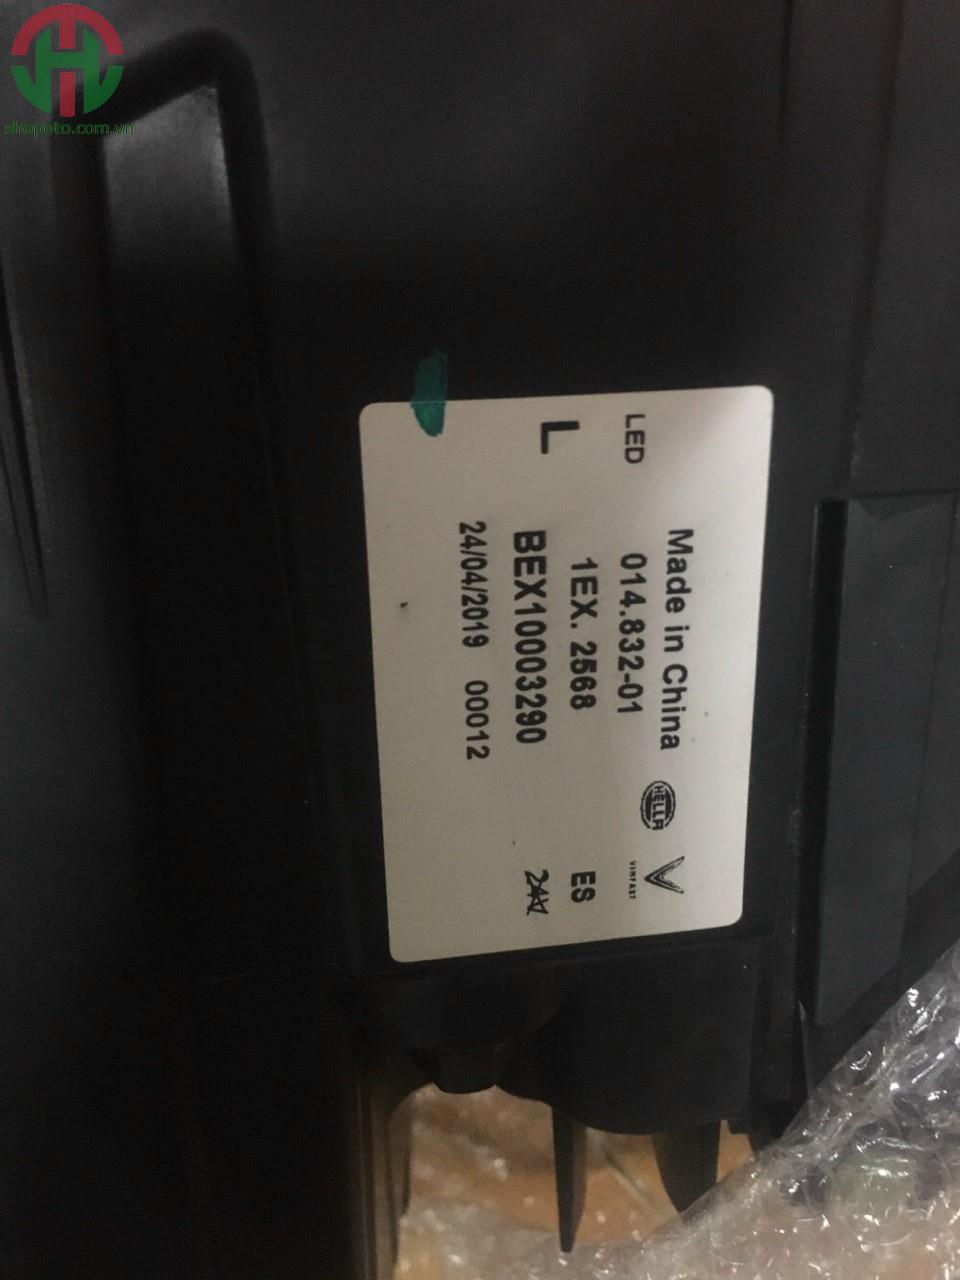 shopoto.com.vn
Made in China
HELLA
VINFAST
LED
014.832-01
1EX. 2568
ES
L
BEX10003290
24/04/2019 00012